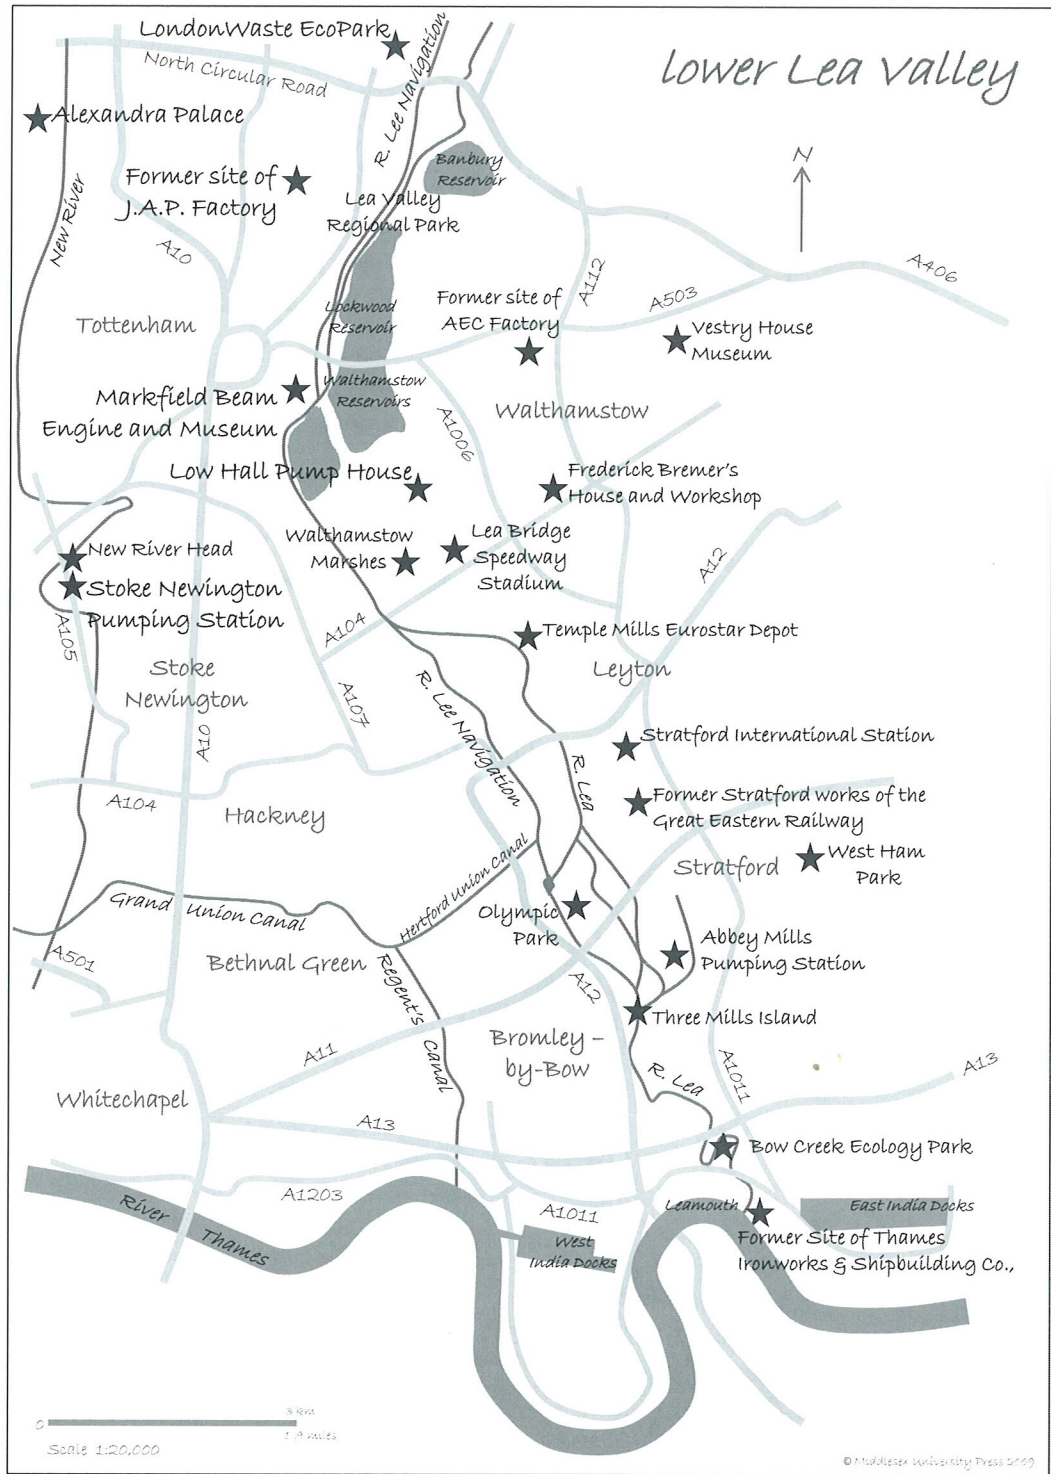 LondonWaste EcoPark
lower Lea Valley
North Circular Road
R. Lee Navigation
Alexandra Palace
N
Banbury
Reservoir
Former site of
J.A.P. Factory
Lea Valley
Regional Park
New River
A10
A112
A406
A503
Former site of
AEC Factory
Lockwood
Reservoir
Tottenham
Vestry House
Museum
Markfield Beam
Engine and Museum
Walthamstow
Reservoirs
Walthamstow
A1006
Low Hall Pump House
Frederick Bremer's
House and Workshop
Walthamstow
Marshes
Lea Bridge
Speedway
Stadium
New River Head
Stoke Newington
Pumping Station
A12
A105
A104
Temple Mills Eurostar Depot
Leyton
Stoke
Newington
A107
A10
R. Lee Navigation
Stratford International Station
R. Lea
A104
Former Stratford works of the
Great Eastern Railway
Hackney
Hertford Union Canal
Stratford
West Ham
Park
Grand Union Canal
Olympic
Park
A501
Bethnal Green
Abbey Mills
Pumping Station
A12
Regent's Canal
Three Mills Island
Bromley –
by-Bow
A11
R. Lea
A1011
A13
Whitechapel
A13
Bow Creek Ecology Park
A1203
A1011
Leamouth
East India Docks
River Thames
West
India Docks
Former Site of Thames
Ironworks & Shipbuilding Co.,
0
3 km
1.9 miles
Scale 1:20,000
© Middlesex University Press 2009